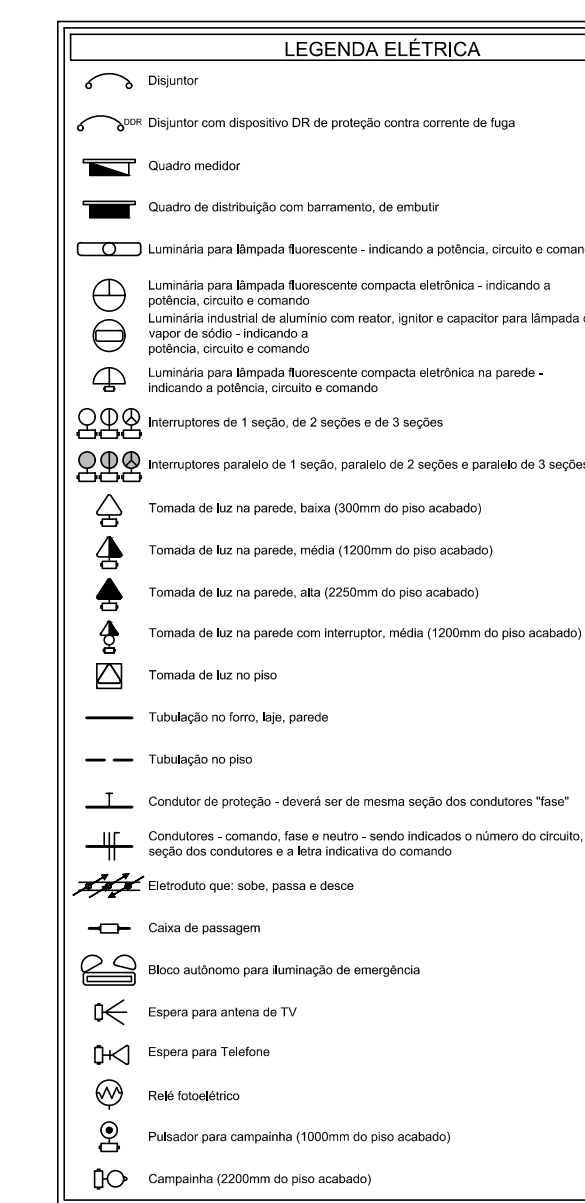 LEGENDA ELÉTRICA
Disjuntor
DDR Disjuntor com dispositivo DR de proteção contra corrente de fuga
Quadro medidor
Quadro de distribuição com barramento, de embutir
Luminária para lâmpada fluorescente - indicando a potência, circuito e
Luminária para lâmpada fluorescente compacta eletrônica - indicando a
potência, circuito e comando
Luminária industrial de alumínio com reator, ignitor e capacitor para lâmpada
vapor de sódio - indicando a
potência, circuito e comando
Luminária para lâmpada fluorescente compacta eletrônica na parede -
indicando a potência, circuito e comando
Interruptores de 1 seção, de 2 seções e de 3 seções
Interruptores paralelo de 1 seção, paralelo de 2 seções e paralelo de 3 seções
Tomada de luz na parede, baixa (300mm do piso acabado)
Tomada de luz na parede, média (1200mm do piso acabado)
Tomada de luz na parede, alta (2250mm do piso acabado)
Tomada de luz na parede com interruptor, média (1200mm do piso acabado)
Tomada de luz no piso
Tubulação no forro, laje, parede
Tubulação no piso
Condutor de proteção - deverá ser de mesma seção dos condutores "fase"
Condutores - comando, fase e neutro - sendo indicados o número do circuito,
seção dos condutores e a letra indicativa do comando
Eletroduto que: sobe, passa e desce
Caixa de passagem
Bloco autônomo para iluminação de emergência
Espera para antena de TV
Espera para Telefone
Relé fotoelétrico
Pulsador para campainha (1000mm do piso acabado)
Campainha (2200mm do piso acabado)